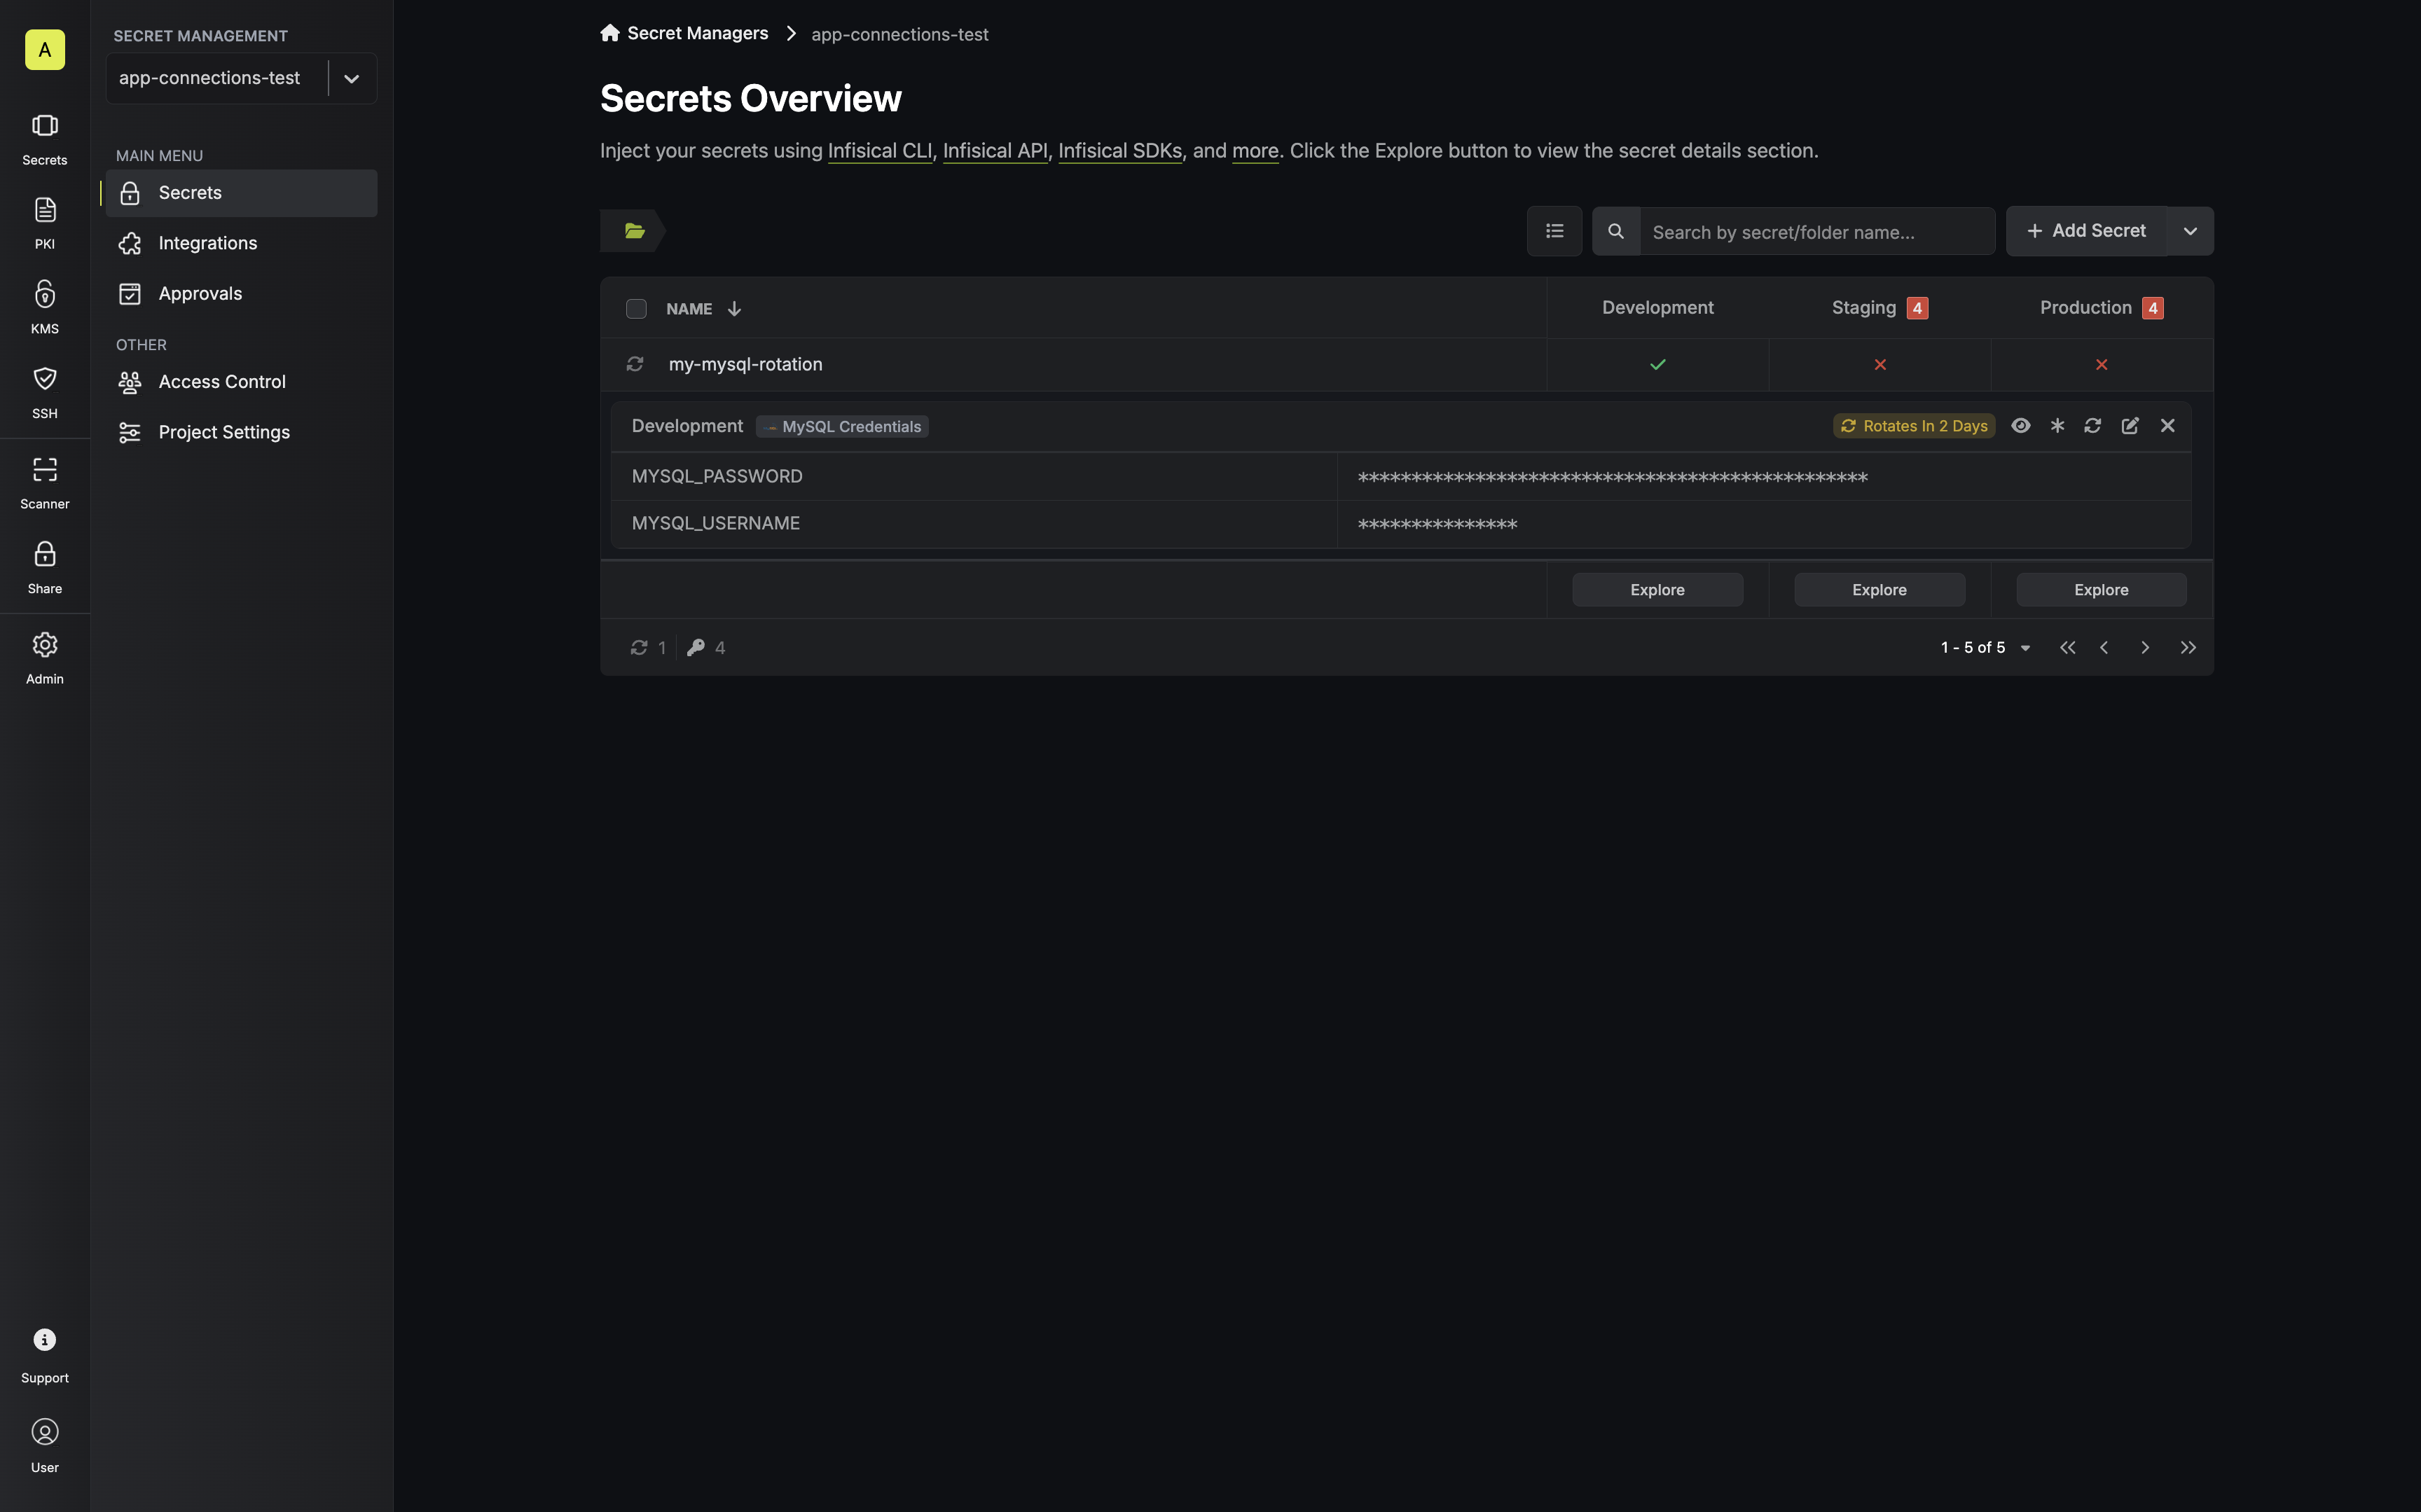 A
Secrets
PKI
KMS
SSH
Scanner
Share
Admin
Support
User
SECRET MANAGEMENT
app-connections-test
MAIN MENU
Secrets
Integrations
Approvals
OTHER
Access Control
Project Settings
Secret Managers app-connections-test
Secrets Overview
Inject your secrets using Infisical CLI, Infisical API, Infisical SDKs, and more. Click the Explore button to view the secret details section.
Search by secret/folder name...
Add Secret
NAME Development Staging 4 Production 4
my-mysql-rotation
Development MySQL Credentials Rotates In 2 Days
MYSQL_PASSWORD ************************************************
MYSQL_USERNAME ***************
Explore Explore Explore
1 4 1 - 5 of 5